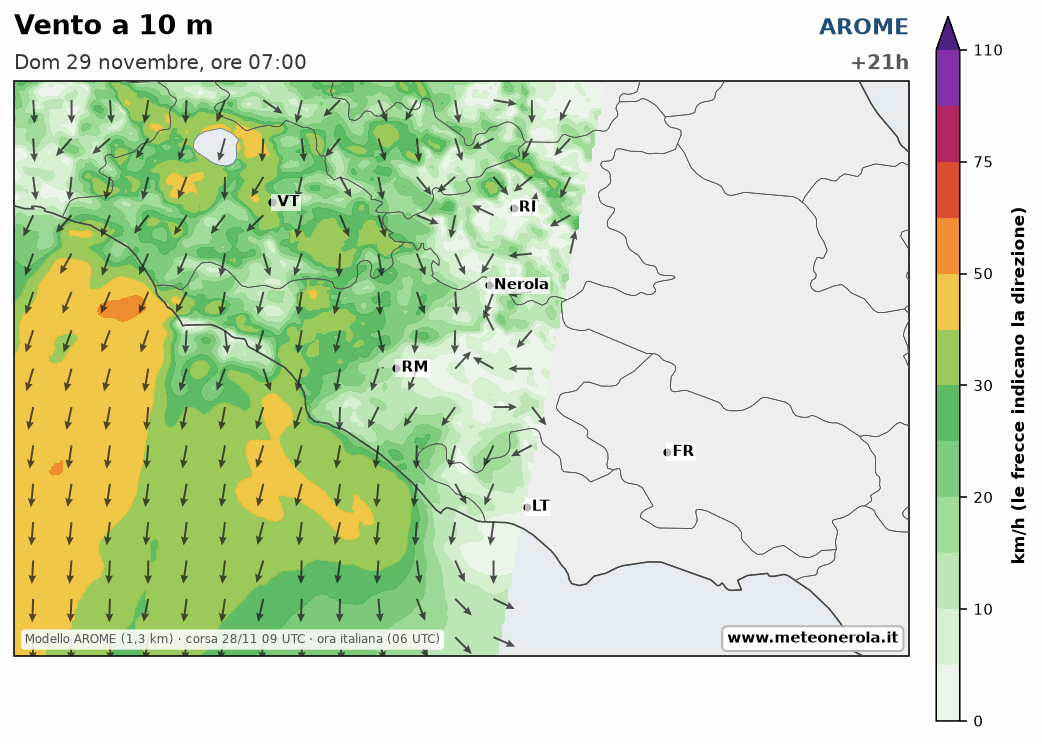 Vento a 10 m
AROME
Dom 29 novembre, ore 07:00
+21h
VT
RI
Nerola
RM
FR
LT
Modello AROME (1,3 km) · corsa 28/11 09 UTC · ora italiana (06 UTC)
www.meteonerola.it
110
75
50
30
20
10
0
km/h (le frecce indicano la direzione)